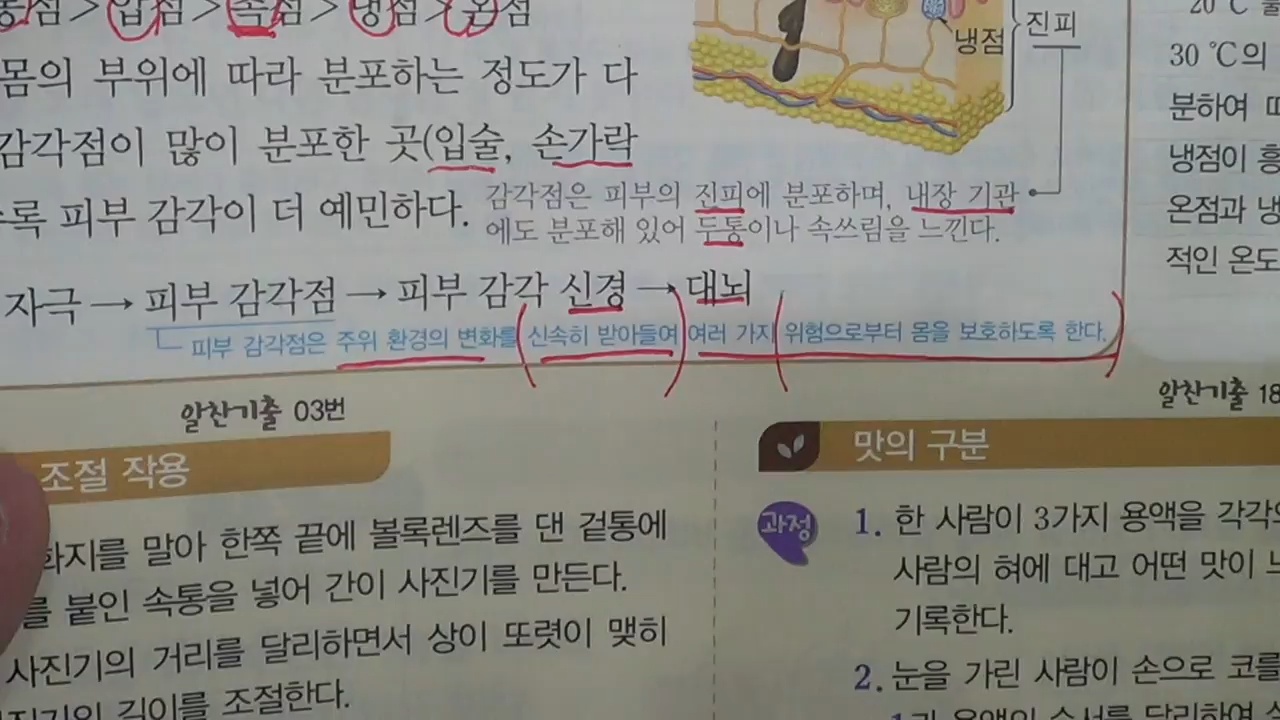 점 > 압점 > 촉점 > 냉점 > 온점
몸의 부위에 따라 분포하는 정도가 다
감각점이 많이 분포한 곳(입술, 손가락
록 피부 감각이 더 예민하다.
감각점은 피부의 진피에 분포하며, 내장 기관
에도 분포해 있어 두통이나 속쓰림을 느낀다.
자극 → 피부 감각점 → 피부 감각 신경 → 대뇌
피부 감각점은 주위 환경의 변화를 신속히 받아들여 여러 가지 위험으로부터 몸을 보호하도록 한다.
냉점
진피
20 ℃
30 ℃의
분하여
냉점이
온점과 냉
적인 온도
알찬기출 03번
조절 작용
화지를 말아 한쪽 끝에 볼록렌즈를 댄 겉통에
를 붙인 속통을 넣어 간이 사진기를 만든다.
사진기의 거리를 달리하면서 상이 또렷이 맺히
길이를 조절한다.
알찬기출 18
맛의 구분
과정
1. 한 사람이 3가지 용액을 각각
사람의 혀에 대고 어떤 맛이
기록한다.
2. 눈을 가린 사람이 손으로 코를
용액의 순서를 달리하여